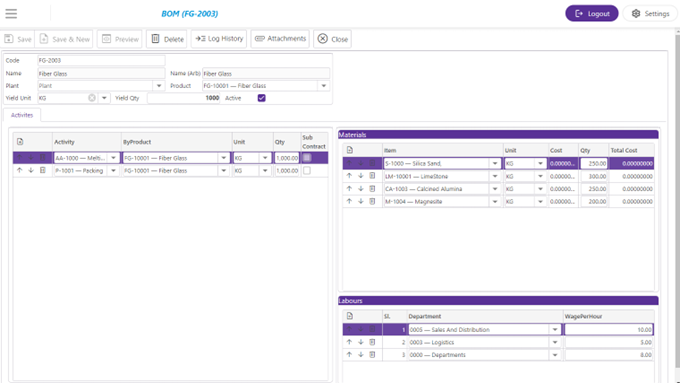 BOM (FG-2003)
Logout
Settings
Save
Save & New
Preview
Delete
Log History
Attachments
Close
Code FG-2003
Name Fiber Glass Name (Arb) Fiber Glass
Plant Plant Product FG-10001 — Fiber Glass
Yield Unit KG Yield Qty 1000 Active
Activites
Activity ByProduct Unit Qty Sub Contract
AA-1000 — Melt... FG-10001 — Fiber Glass KG 1,000.00
P-1001 — Packing FG-10001 — Fiber Glass KG 1,000.00
Materials
Item Unit Cost Qty Total Cost
S-1000 — Silica Sand, KG 0.00000... 250.00 0.00000000
LM-10001 — LimeStone KG 0.00000... 300.00 0.00000000
CA-1003 — Calcined Alumina KG 0.00000... 250.00 0.00000000
M-1004 — Magnesite KG 0.00000... 200.00 0.00000000
Labours
Sl. Department WagePerHour
1 0005 — Sales And Distribution 10.00
2 0003 — Logistics 5.00
3 0000 — Departments 8.00